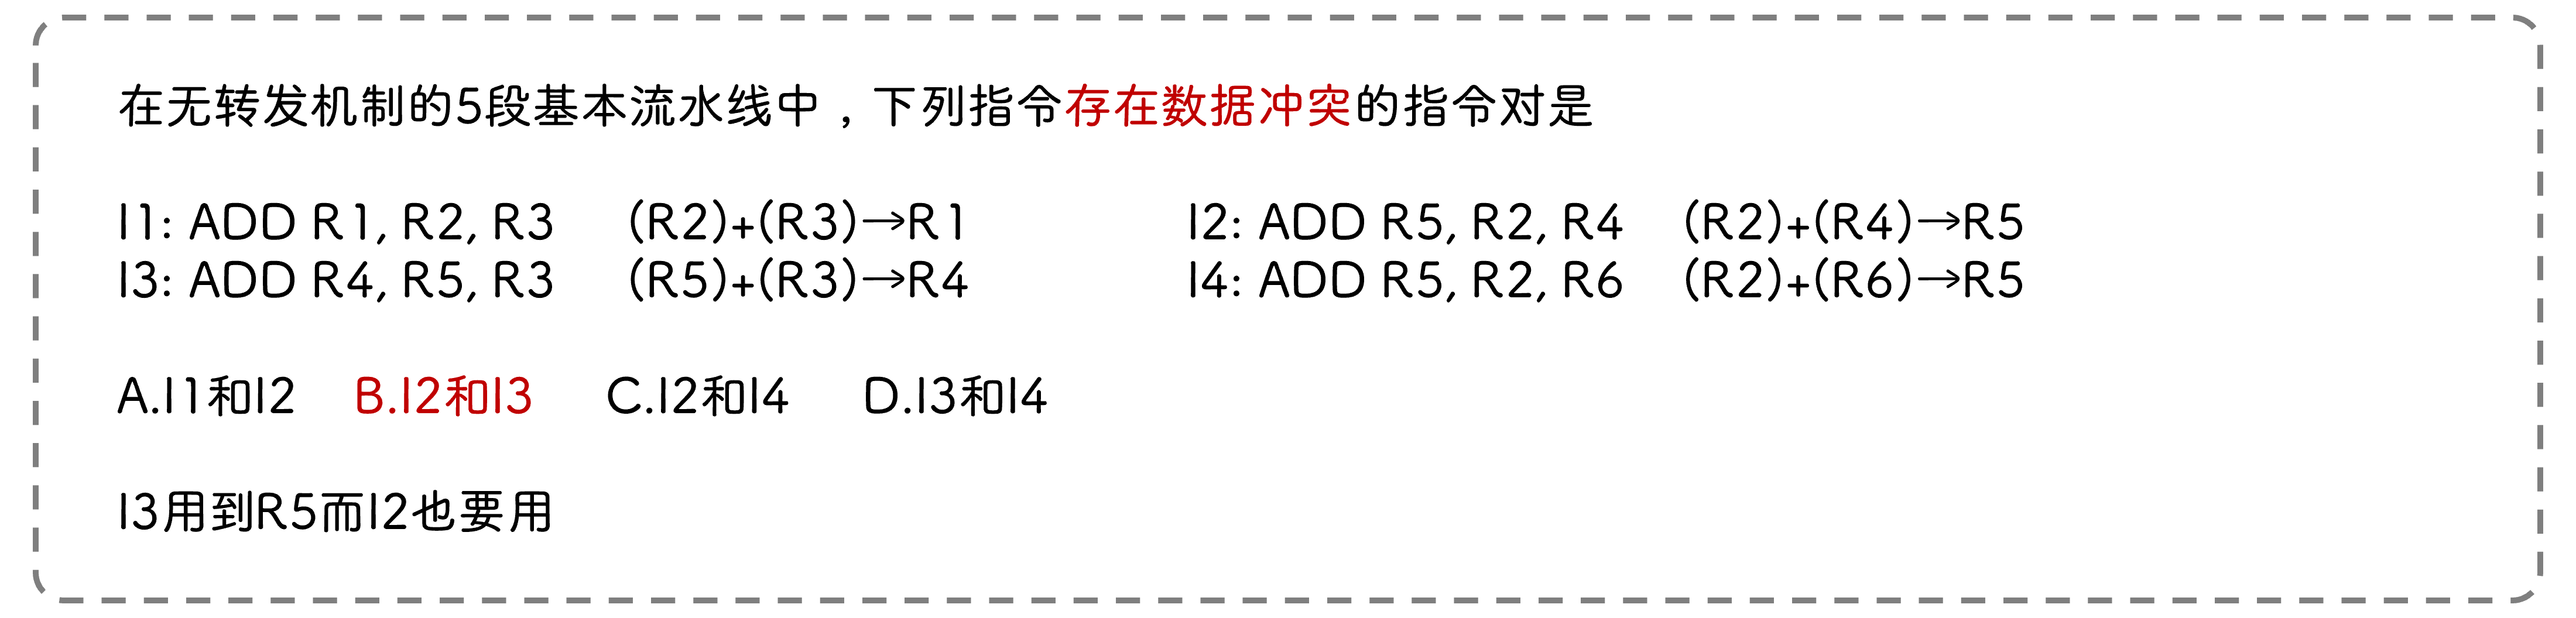 在无转发机制的5段基本流水线中，下列指令存在数据冲突的指令对是
I1: ADD R1, R2, R3 (R2)+(R3)→R1 I2: ADD R5, R2, R4 (R2)+(R4)→R5
I3: ADD R4, R5, R3 (R5)+(R3)→R4 I4: ADD R5, R2, R6 (R2)+(R6)→R5
A.I1和I2 B.I2和I3 C.I2和I4 D.I3和I4
I3用到R5而I2也要用